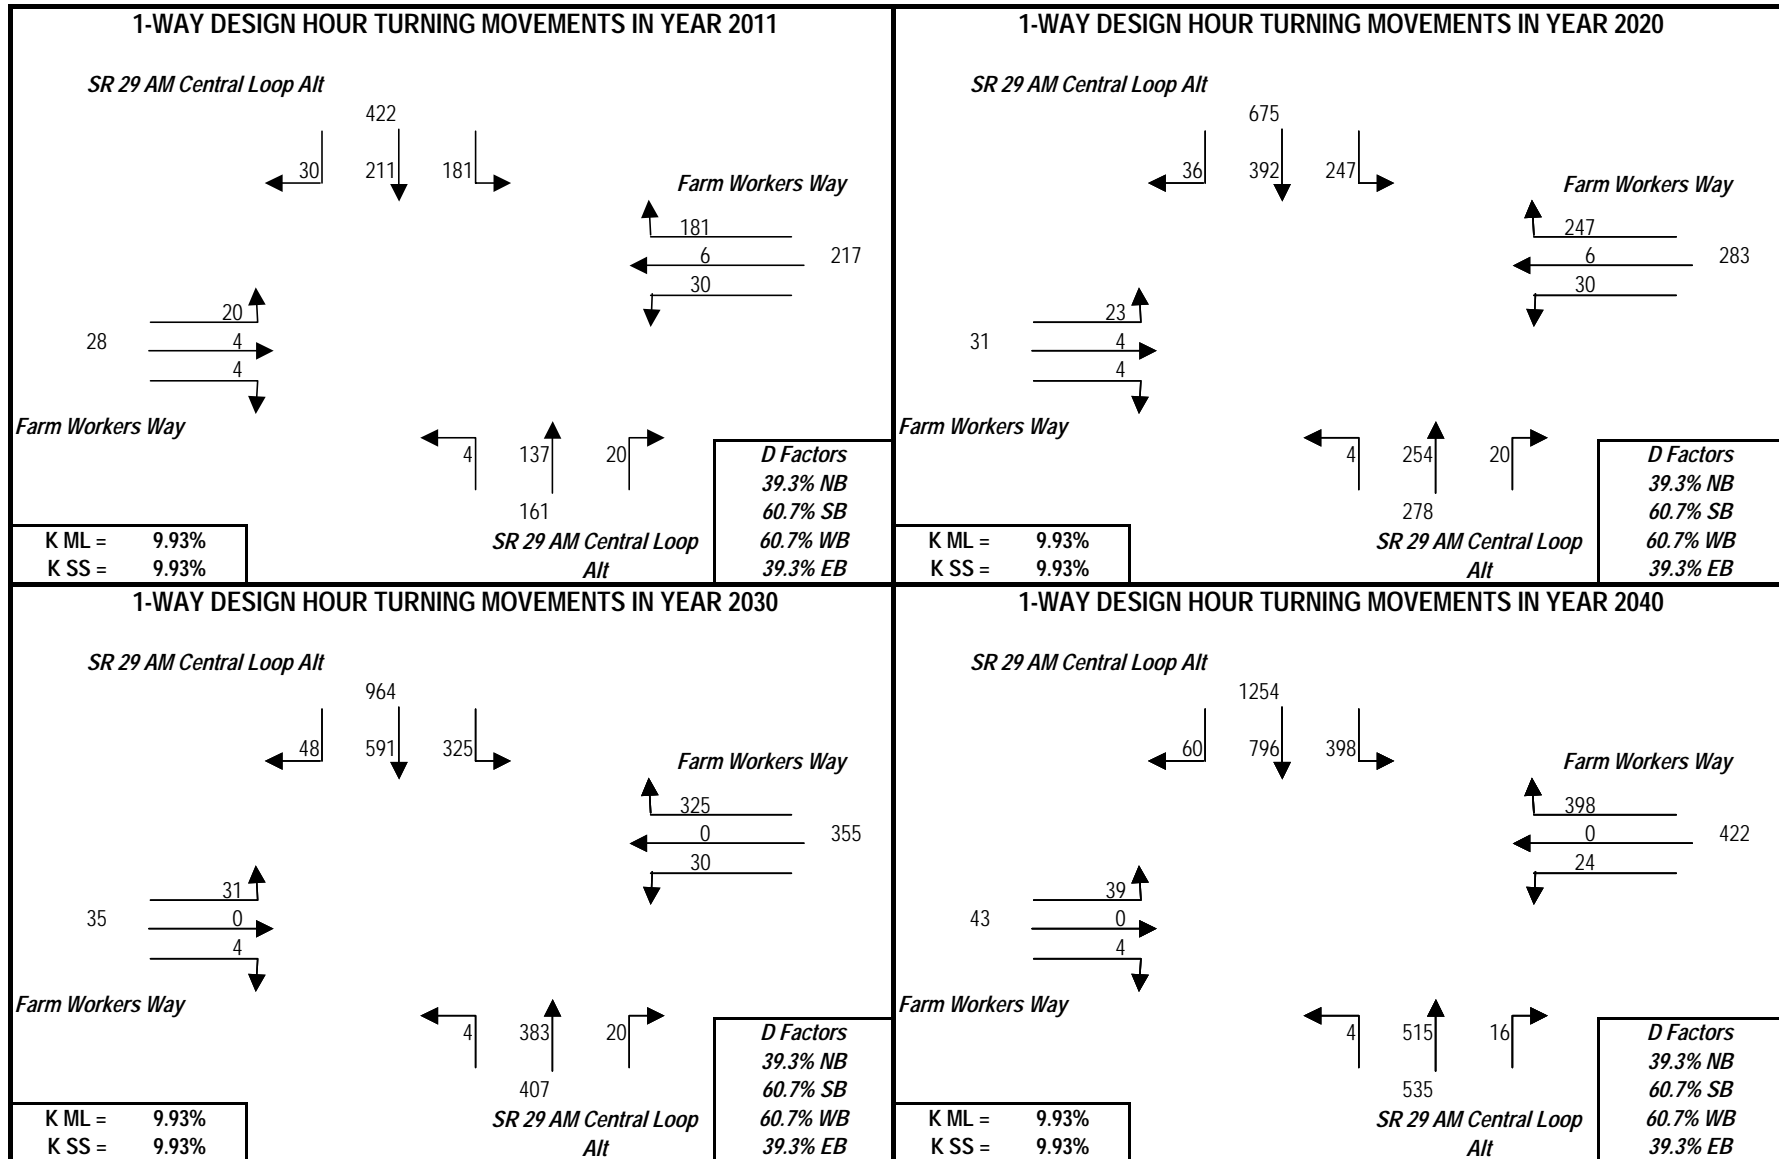 1-WAY DESIGN HOUR TURNING MOVEMENTS IN YEAR 2011
SR 29 AM Central Loop Alt
422
30 211 181
Farm Workers Way
181
6 217
30
20
28 4
4
Farm Workers Way
4 137 20
161
SR 29 AM Central Loop
Alt
D Factors
39.3% NB
60.7% SB
60.7% WB
39.3% EB
K ML = 9.93%
K SS = 9.93%
1-WAY DESIGN HOUR TURNING MOVEMENTS IN YEAR 2020
SR 29 AM Central Loop Alt
675
36 392 247
Farm Workers Way
247
6 283
30
23
31 4
4
Farm Workers Way
4 254 20
278
SR 29 AM Central Loop
Alt
D Factors
39.3% NB
60.7% SB
60.7% WB
39.3% EB
K ML = 9.93%
K SS = 9.93%
1-WAY DESIGN HOUR TURNING MOVEMENTS IN YEAR 2030
SR 29 AM Central Loop Alt
964
48 591 325
Farm Workers Way
325
0 355
30
31
35 0
4
Farm Workers Way
4 383 20
407
SR 29 AM Central Loop
Alt
D Factors
39.3% NB
60.7% SB
60.7% WB
39.3% EB
K ML = 9.93%
K SS = 9.93%
1-WAY DESIGN HOUR TURNING MOVEMENTS IN YEAR 2040
SR 29 AM Central Loop Alt
1254
60 796 398
Farm Workers Way
398
0 422
24
39
43 0
4
Farm Workers Way
4 515 16
535
SR 29 AM Central Loop
Alt
D Factors
39.3% NB
60.7% SB
60.7% WB
39.3% EB
K ML = 9.93%
K SS = 9.93%